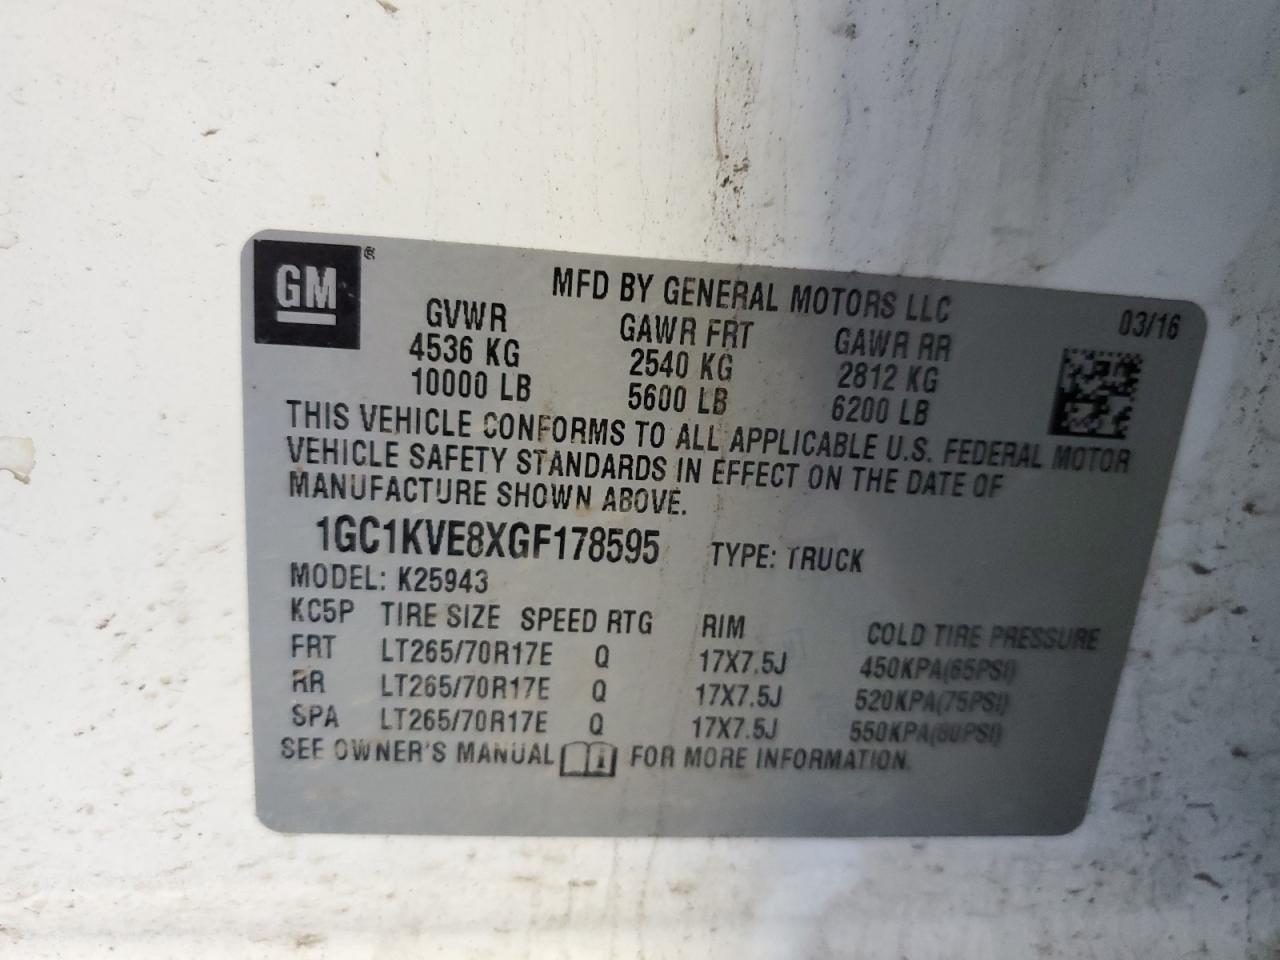 GM ®
MFD BY GENERAL MOTORS LLC
03/16
GVWR GAWR FRT GAWR RR
4536 KG 2540 KG 2812 KG
10000 LB 5600 LB 6200 LB
THIS VEHICLE CONFORMS TO ALL APPLICABLE U.S. FEDERAL MOTOR
VEHICLE SAFETY STANDARDS IN EFFECT ON THE DATE OF
MANUFACTURE SHOWN ABOVE.
1GC1KVE8XGF178595 TYPE: TRUCK
MODEL: K25943
KC5P TIRE SIZE SPEED RTG RIM COLD TIRE PRESSURE
FRT LT265/70R17E Q 17X7.5J 450KPA(65PSI)
RR LT265/70R17E Q 17X7.5J 520KPA(75PSI)
SPA LT265/70R17E Q 17X7.5J 550KPA(80PSI)
SEE OWNER'S MANUAL FOR MORE INFORMATION.